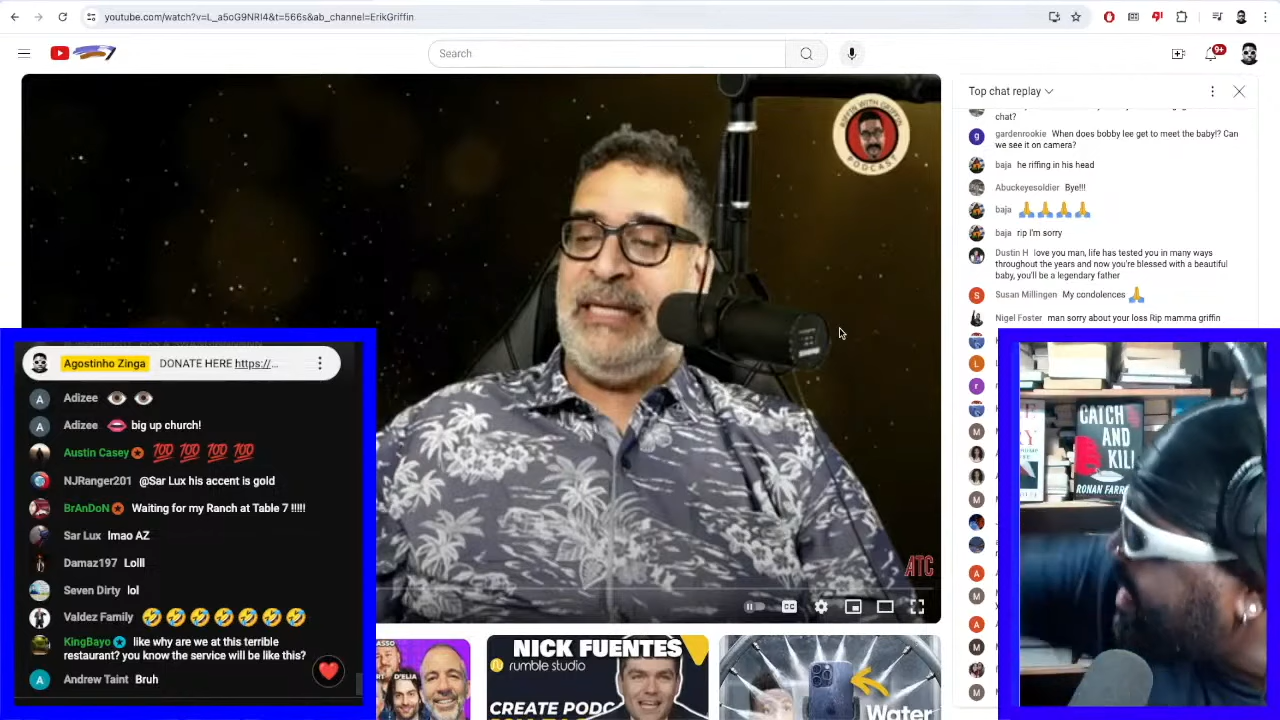 youtube.com/watch?v=L_a5oG9NRI4&t=566s&ab_channel=ErikGriffin
Search
9+
RIFFIN WITH GRIFFIN
PODCAST
ATC
Top chat replay
chat?
gardenrookie When does bobby lee get to meet the baby!? Can
we see it on camera?
baja he riffing in his head
Abuckeyesoldier Bye!!!
baja 🙏🙏🙏🙏
baja rip I'm sorry
Dustin H love you man, life has tested you in many ways
throughout the years and now you're blessed with a beautiful
baby, you'll be a legendary father
Susan Millingen My condolences 🙏
Nigel Foster man sorry about your loss Rip mamma griffin
Agostinho Zinga DONATE HERE https://...
Adizee 👁 👁
Adizee 👄 big up church!
Austin Casey 💯 💯 💯 💯
NJRanger201 @Sar Lux his accent is gold
BrAnDoN Waiting for my Ranch at Table 7 !!!!!
Sar Lux lmao AZ
Damaz197 Lolll
Seven Dirty lol
Valdez Family 🤣🤣🤣🤣🤣🤣🤣
KingBayo like why are we at this terrible
restaurant? you know the service will be like this?
Andrew Taint Bruh
CATCH
AND
KILL
RONAN FARR
D'ELIA
NICK FUENTES
rumble studio
CREATE PODC
Water